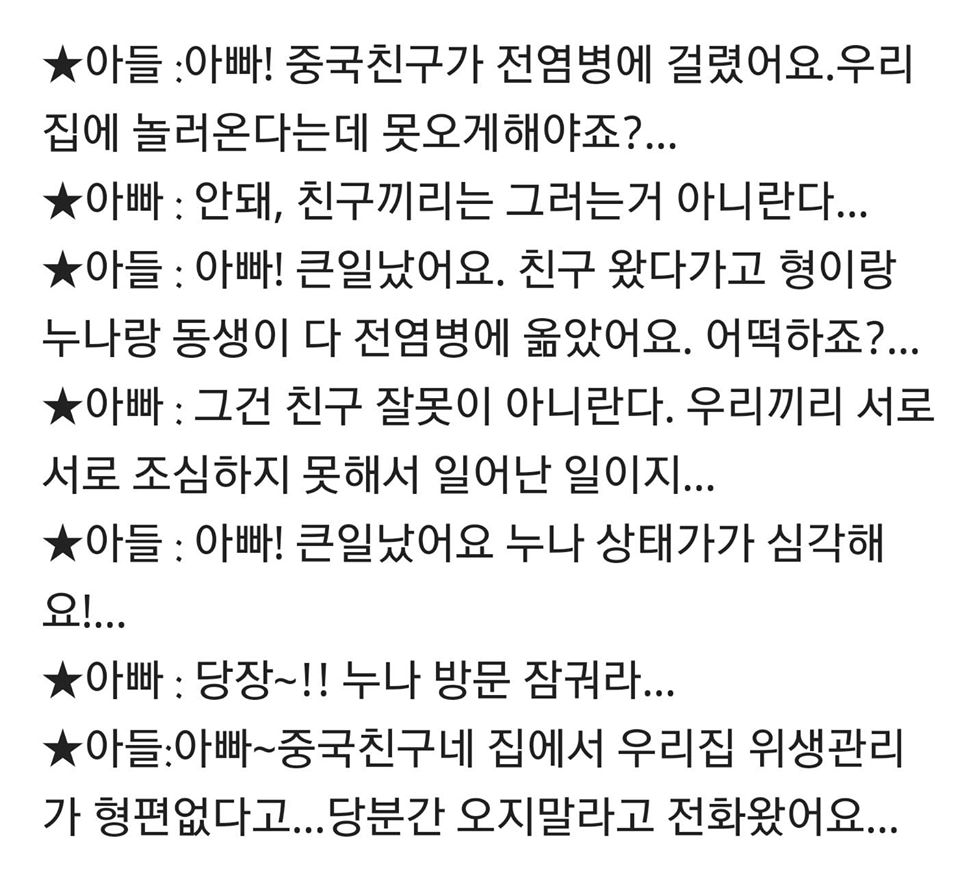 ★아들 :아빠! 중국친구가 전염병에 걸렸어요.우리
집에 놀러온다는데 못오게해야죠?...
★아빠 : 안돼, 친구끼리는 그러는거 아니란다...
★아들 : 아빠! 큰일났어요. 친구 왔다가고 형이랑
누나랑 동생이 다 전염병에 옮았어요. 어떡하죠?...
★아빠 : 그건 친구 잘못이 아니란다. 우리끼리 서로
서로 조심하지 못해서 일어난 일이지...
★아들 : 아빠! 큰일났어요 누나 상태가가 심각해
요!...
★아빠 : 당장~!! 누나 방문 잠궈라...
★아들:아빠~중국친구네 집에서 우리집 위생관리
가 형편없다고...당분간 오지말라고 전화왔어요...